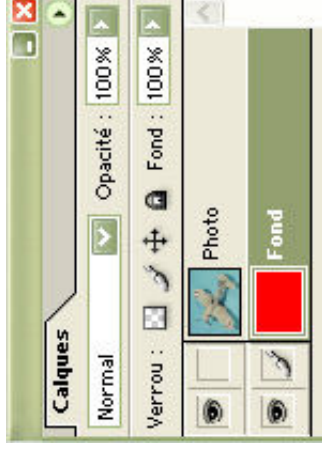 Calques
Normal Opacité : 100%
Verrou : Fond : 100%
Photo
Fond